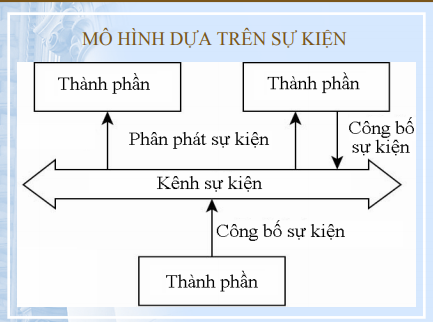 MÔ HÌNH DỰA TRÊN SỰ KIỆN
Thành phần
Thành phần
Phân phát sự kiện
Công bố
sự kiện
Kênh sự kiện
Công bố sự kiện
Thành phần